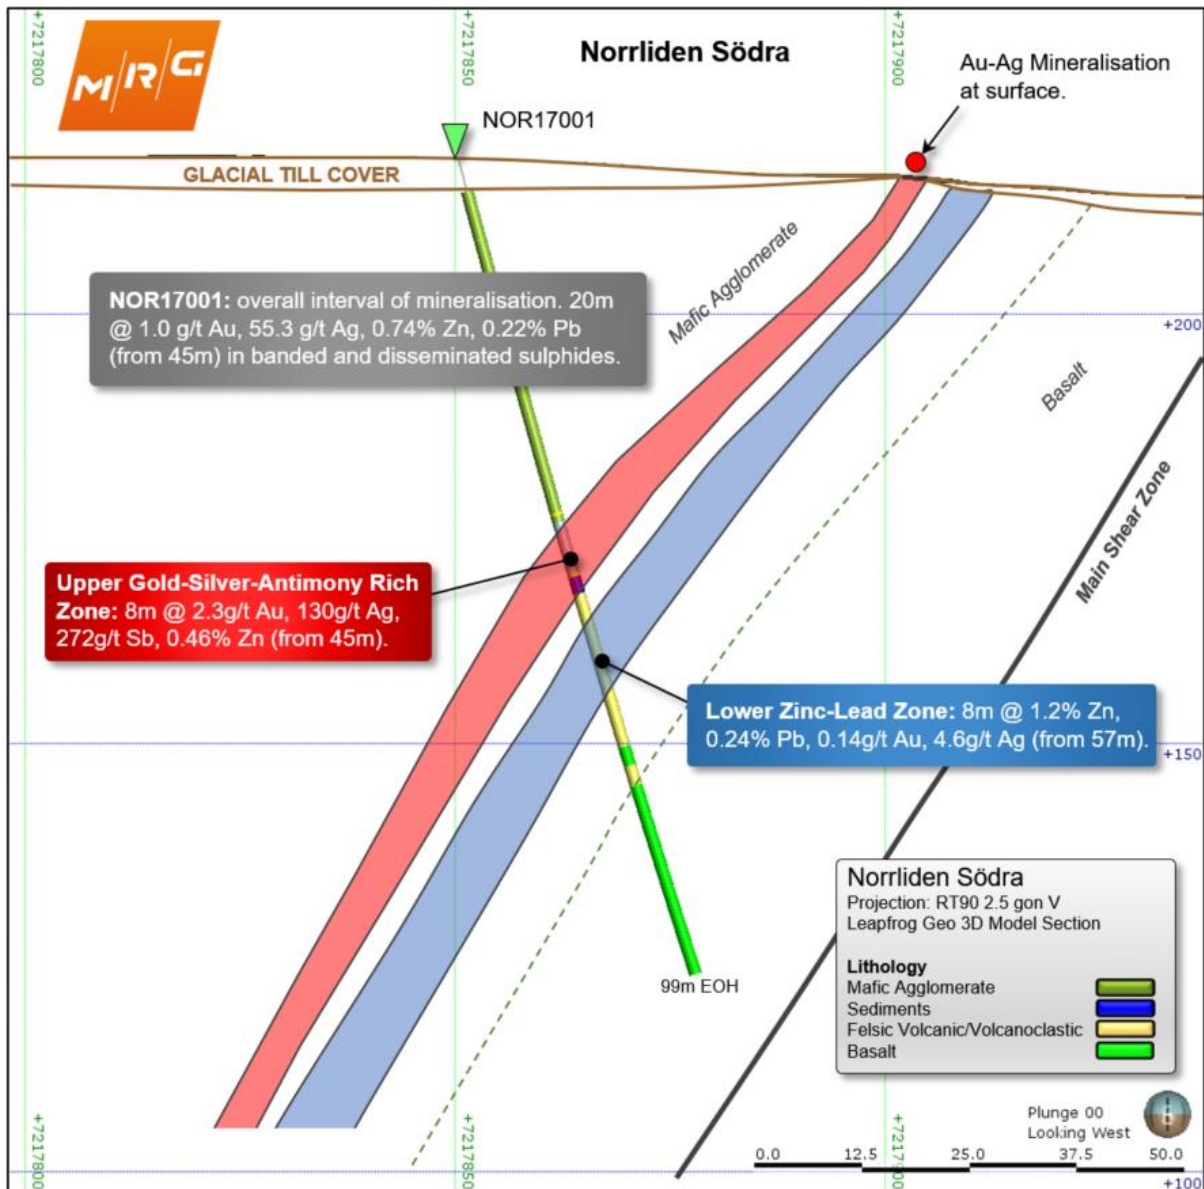 +7217800
+7217850
+7217900
M/R/G
Norrliden Södra
Au-Ag Mineralisation
at surface.
NOR17001
GLACIAL TILL COVER
Mafic Agglomerate
NOR17001: overall interval of mineralisation. 20m
@ 1.0 g/t Au, 55.3 g/t Ag, 0.74% Zn, 0.22% Pb
(from 45m) in banded and disseminated sulphides.
+200
Basalt
Main Shear Zone
Upper Gold-Silver-Antimony Rich
Zone: 8m @ 2.3g/t Au, 130g/t Ag,
272g/t Sb, 0.46% Zn (from 45m).
Lower Zinc-Lead Zone: 8m @ 1.2% Zn,
0.24% Pb, 0.14g/t Au, 4.6g/t Ag (from 57m).
+150
99m EOH
Norrliden Södra
Projection: RT90 2.5 gon V
Leapfrog Geo 3D Model Section
Lithology
Mafic Agglomerate
Sediments
Felsic Volcanic/Volcanoclastic
Basalt
Plunge 00
Looking West
0.0 12.5 25.0 37.5 50.0
+7217800
+7217850
+7217900
+100